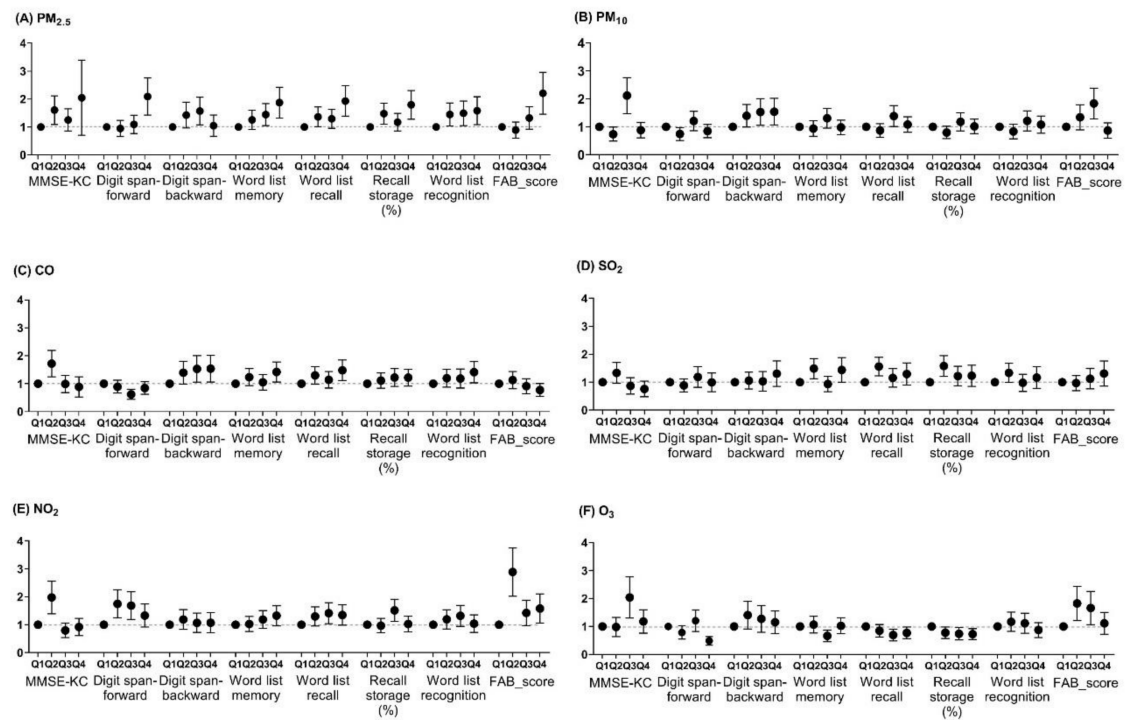 (A) PM2.5
4
3
2
1
0
Q1Q2Q3Q4 Q1Q2Q3Q4 Q1Q2Q3Q4 Q1Q2Q3Q4 Q1Q2Q3Q4 Q1Q2Q3Q4 Q1Q2Q3Q4 Q1Q2Q3Q4
MMSE-KC Digit span- Digit span- Word list Word list Recall Word list FAB_score
forward backward memory recall storage recognition
(%)
(B) PM10
4
3
2
1
0
Q1Q2Q3Q4 Q1Q2Q3Q4 Q1Q2Q3Q4 Q1Q2Q3Q4 Q1Q2Q3Q4 Q1Q2Q3Q4 Q1Q2Q3Q4 Q1Q2Q3Q4
MMSE-KC Digit span- Digit span- Word list Word list Recall Word list FAB_score
forward backward memory recall storage recognition
(%)
(C) CO
4
3
2
1
0
Q1Q2Q3Q4 Q1Q2Q3Q4 Q1Q2Q3Q4 Q1Q2Q3Q4 Q1Q2Q3Q4 Q1Q2Q3Q4 Q1Q2Q3Q4 Q1Q2Q3Q4
MMSE-KC Digit span- Digit span- Word list Word list Recall Word list FAB_score
forward backward memory recall storage recognition
(%)
(D) SO2
4
3
2
1
0
Q1Q2Q3Q4 Q1Q2Q3Q4 Q1Q2Q3Q4 Q1Q2Q3Q4 Q1Q2Q3Q4 Q1Q2Q3Q4 Q1Q2Q3Q4 Q1Q2Q3Q4
MMSE-KC Digit span- Digit span- Word list Word list Recall Word list FAB_score
forward backward memory recall storage recognition
(%)
(E) NO2
4
3
2
1
0
Q1Q2Q3Q4 Q1Q2Q3Q4 Q1Q2Q3Q4 Q1Q2Q3Q4 Q1Q2Q3Q4 Q1Q2Q3Q4 Q1Q2Q3Q4 Q1Q2Q3Q4
MMSE-KC Digit span- Digit span- Word list Word list Recall Word list FAB_score
forward backward memory recall storage recognition
(%)
(F) O3
4
3
2
1
0
Q1Q2Q3Q4 Q1Q2Q3Q4 Q1Q2Q3Q4 Q1Q2Q3Q4 Q1Q2Q3Q4 Q1Q2Q3Q4 Q1Q2Q3Q4 Q1Q2Q3Q4
MMSE-KC Digit span- Digit span- Word list Word list Recall Word list FAB_score
forward backward memory recall storage recognition
(%)